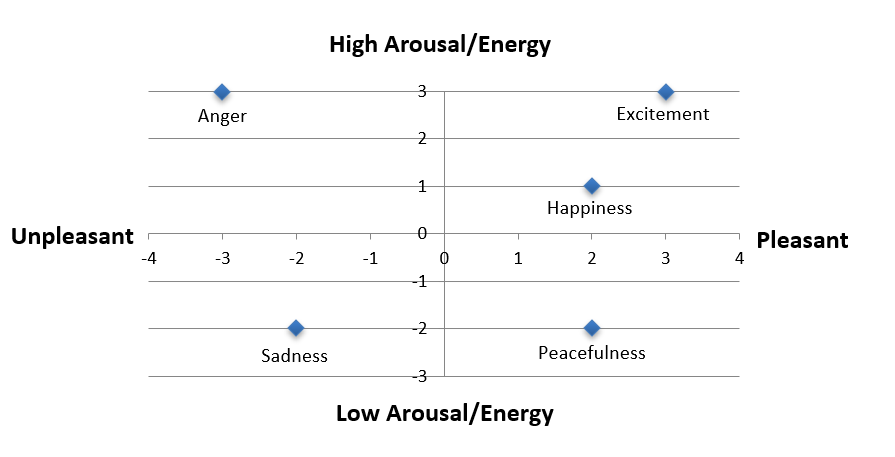 High Arousal/Energy
3
Anger
Excitement
2
1
Happiness
Unpleasant
0
Pleasant
-4 -3 -2 -1 0 1 2 3 4
-1
-2
Sadness
Peacefulness
-3
Low Arousal/Energy